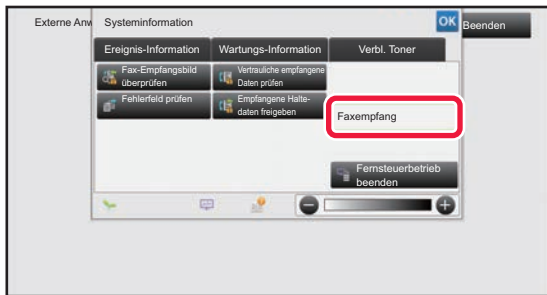 Externe Anw
Systeminformation
OK
Beenden
Ereignis-Information
Wartungs-Information
Verbl. Toner
Fax-Empfangsbild
überprüfen
Vertrauliche empfangene
Daten prüfen
Fehlerfeld prüfen
Empfangene Halte-
daten freigeben
Faxempfang
Fernsteuerbetrieb
beenden